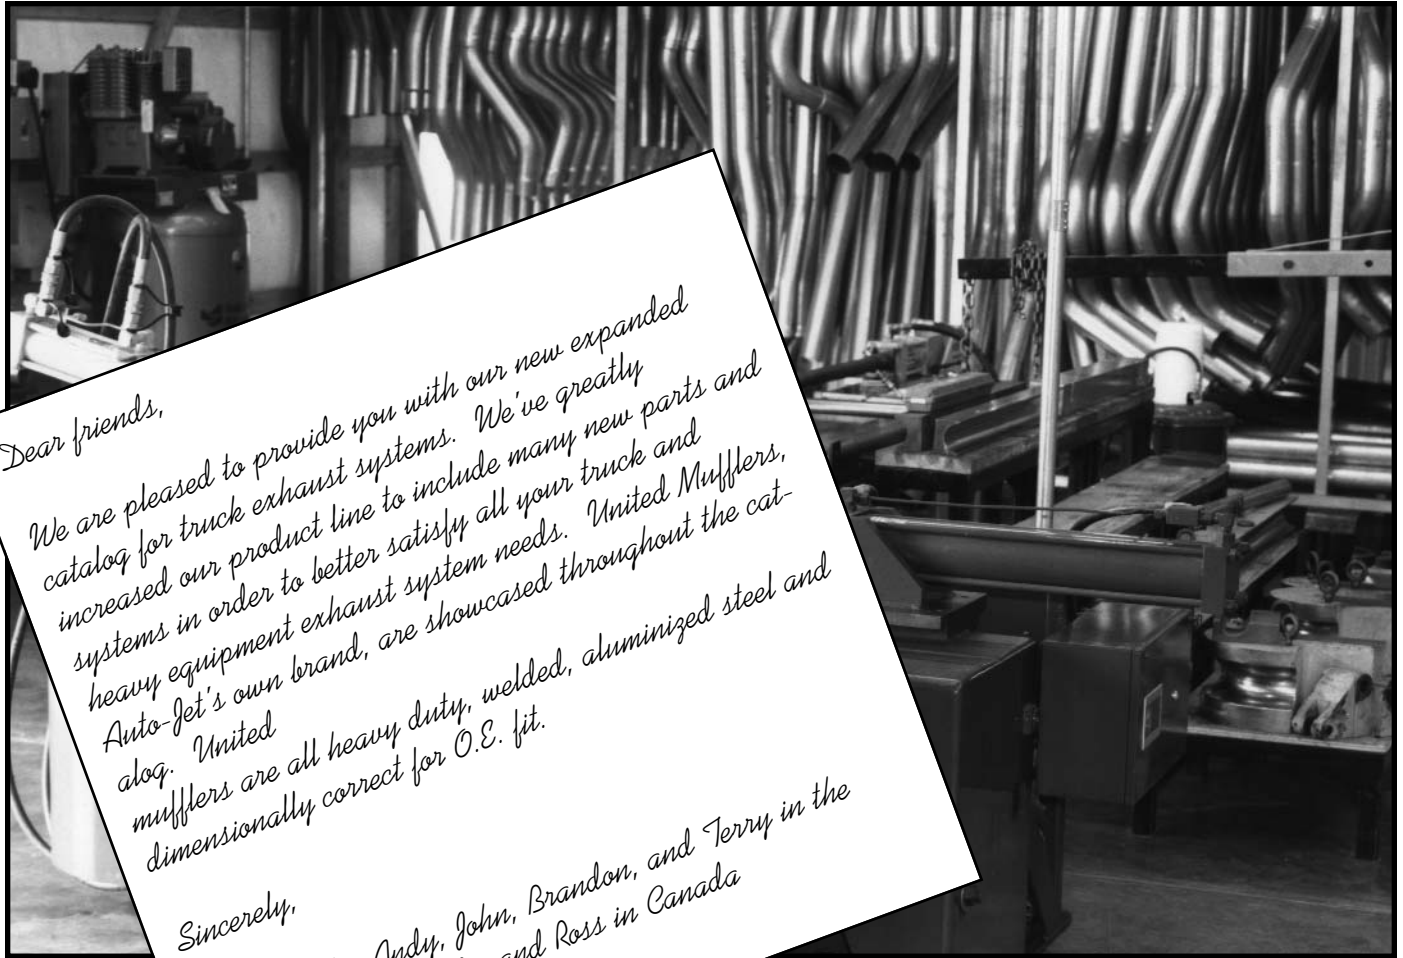 Dear friends,
We are pleased to provide you with our new expanded
catalog for truck exhaust systems. We've greatly
increased our product line to include many new parts and
systems in order to better satisfy all your truck and
heavy equipment exhaust system needs. United Mufflers,
Auto-Jet's own brand, are showcased throughout the cat-
alog. United
mufflers are all heavy duty, welded, aluminized steel and
dimensionally correct for O.E. fit.
Sincerely,
Andy, John, Brandon, and Terry in the
and Ross in Canada